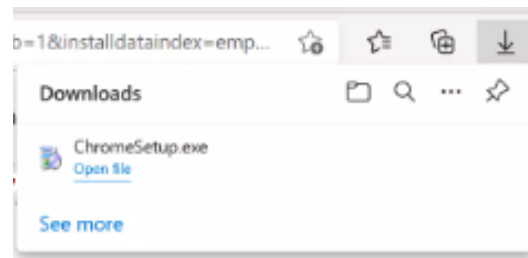 b=1&installdataindex=emp...
Downloads
ChromeSetup.exe
Open file
See more